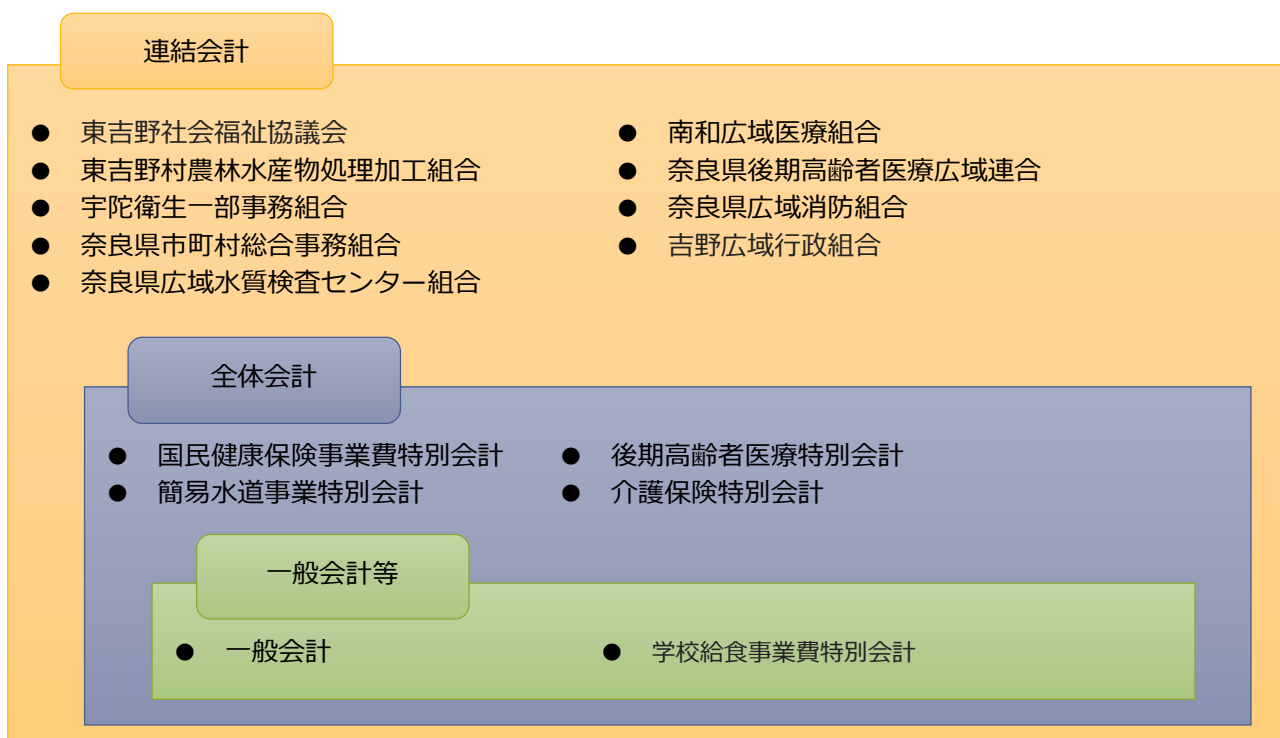 連結会計
● 東吉野社会福祉協議会
● 東吉野村農林水産物処理加工組合
● 宇陀衛生一部事務組合
● 奈良県市町村総合事務組合
● 奈良県広域水質検査センター組合
● 南和広域医療組合
● 奈良県後期高齢者医療広域連合
● 奈良県広域消防組合
● 吉野広域行政組合
全体会計
● 国民健康保険事業費特別会計
● 簡易水道事業特別会計
● 後期高齢者医療特別会計
● 介護保険特別会計
一般会計等
● 一般会計
● 学校給食事業費特別会計